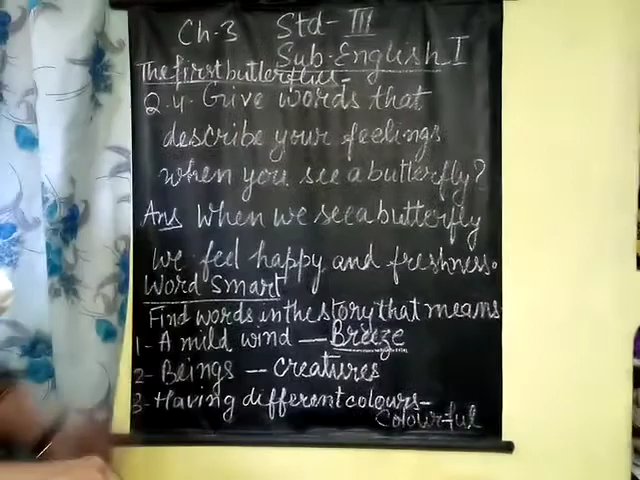 Ch-3 Std- III
Sub-English I
The first butterflies-
Q.4. Give words that
describe your feelings
when you see a butterfly?
Ans When we see a butterfly
we feel happy and freshness.
Word Smart
Find words in the story that means
1- A mild wind — Breeze
2- Beings — creatures
3- Having different colours-
Colourful